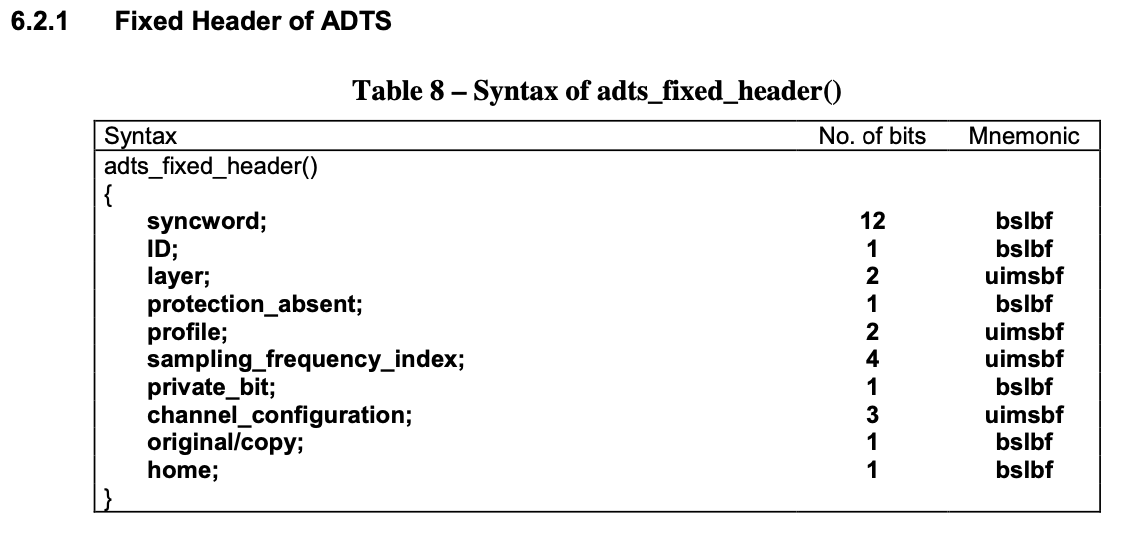 6.2.1 Fixed Header of ADTS
Table 8 – Syntax of adts_fixed_header()
Syntax No. of bits Mnemonic
adts_fixed_header()
{
syncword; 12 bslbf
ID; 1 bslbf
layer; 2 uimsbf
protection_absent; 1 bslbf
profile; 2 uimsbf
sampling_frequency_index; 4 uimsbf
private_bit; 1 bslbf
channel_configuration; 3 uimsbf
original/copy; 1 bslbf
home; 1 bslbf
}